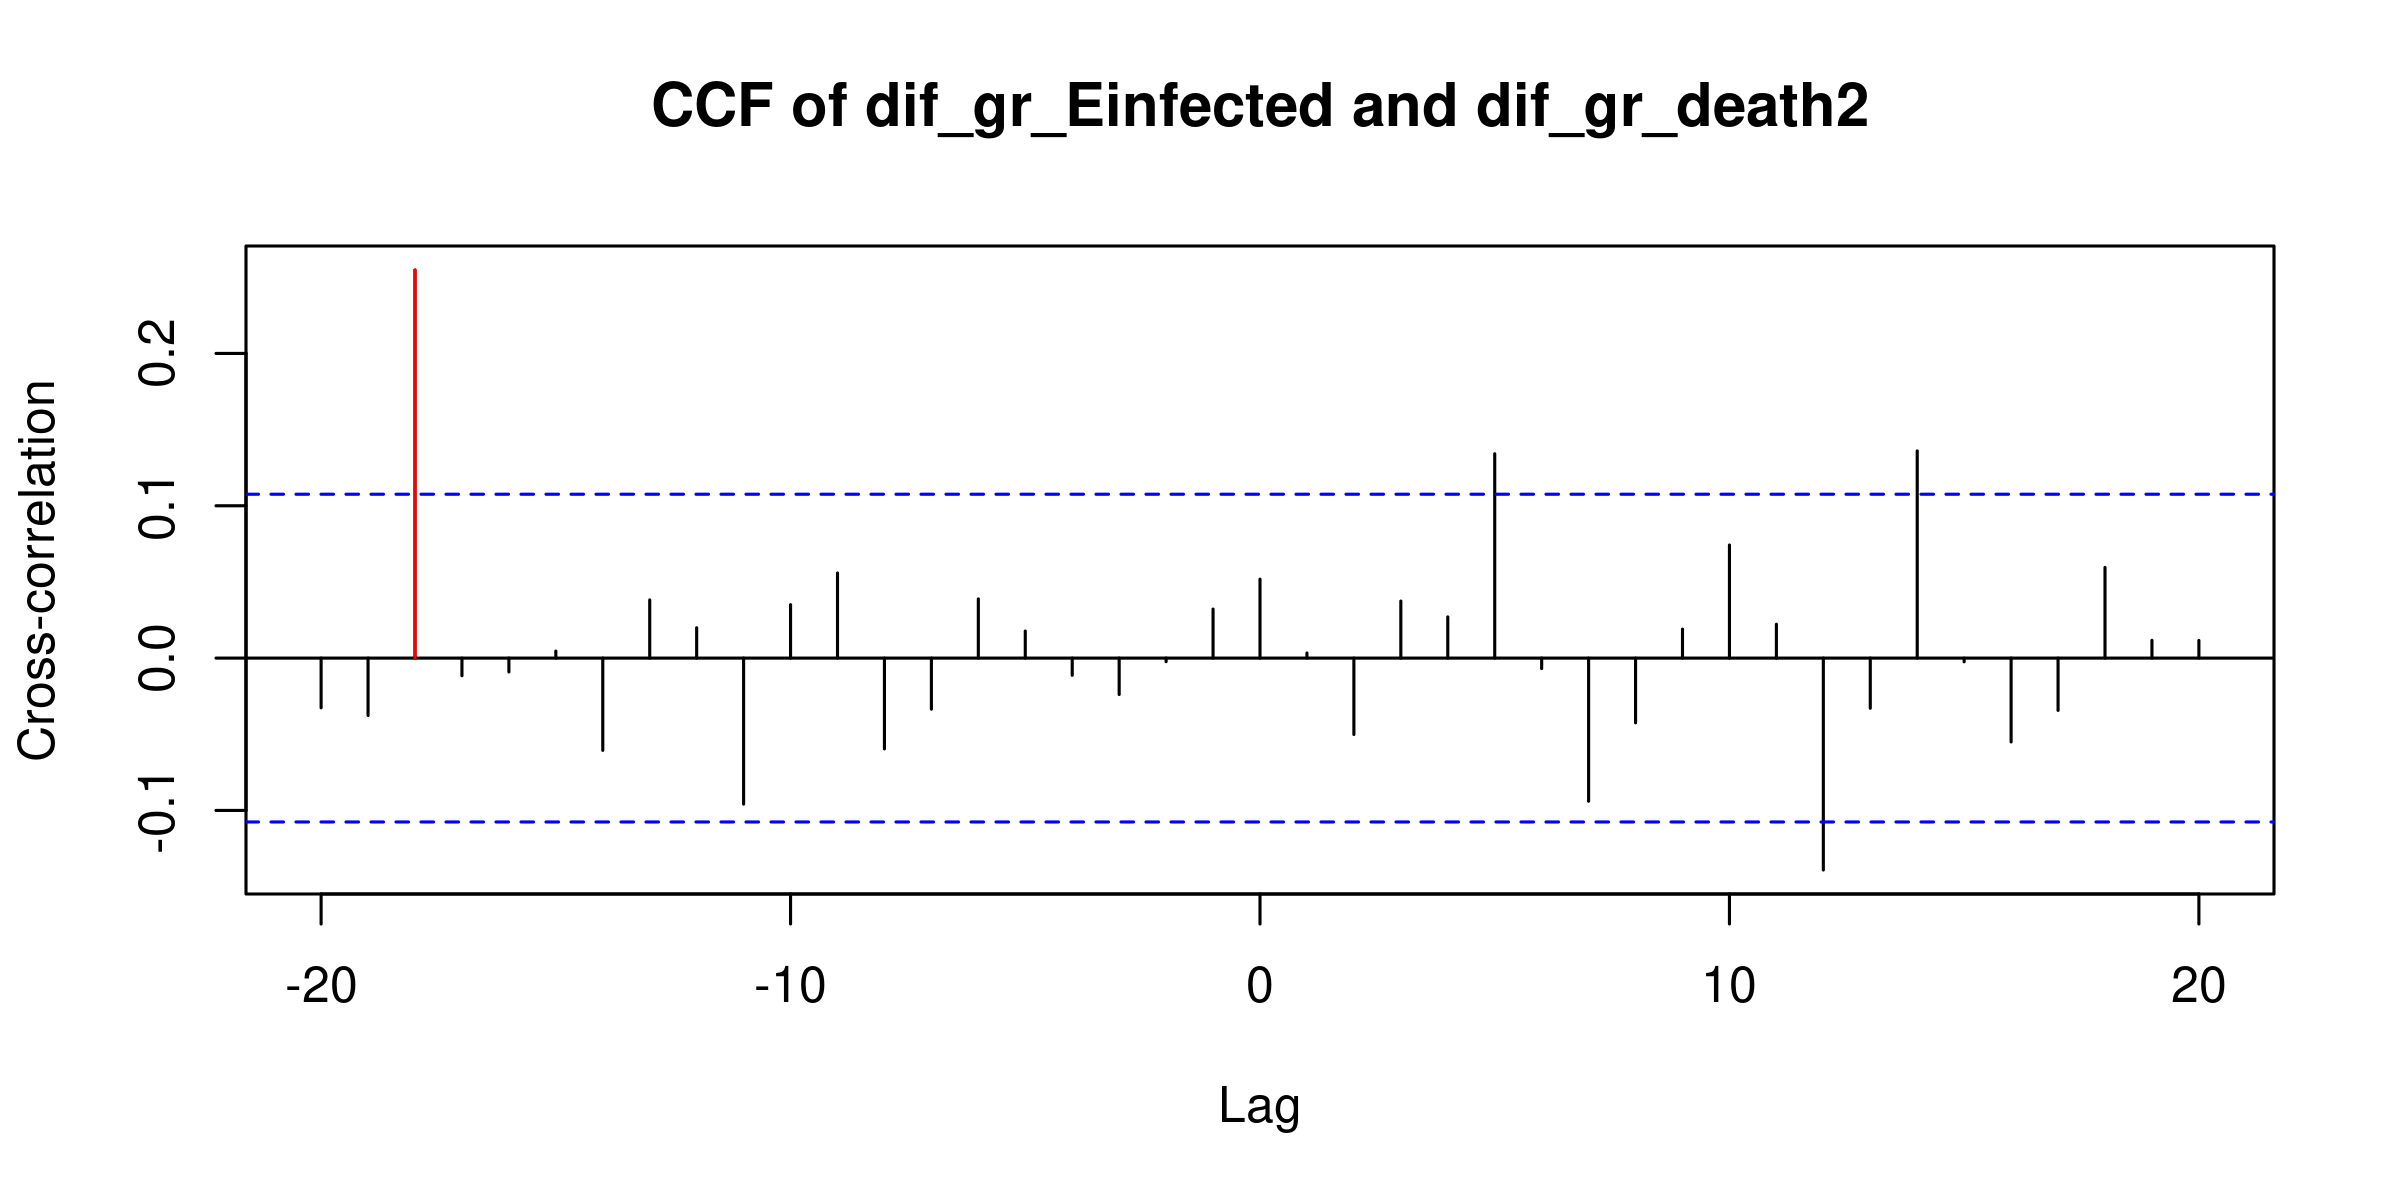 CCF of dif_gr_Einfected and dif_gr_death2
Cross-correlation
0.2
0.1
0.0
-0.1
-20 -10 0 10 20
Lag